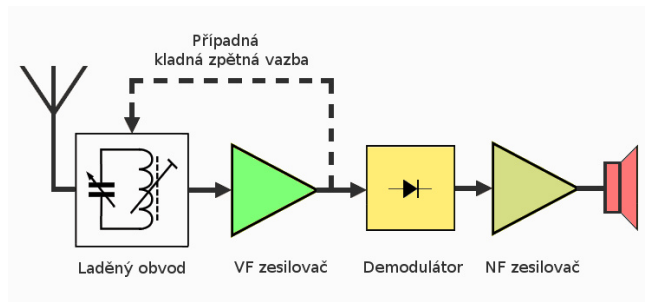 Případná
kladná zpětná vazba
Laděný obvod
VF zesilovač
Demodulátor
NF zesilovač